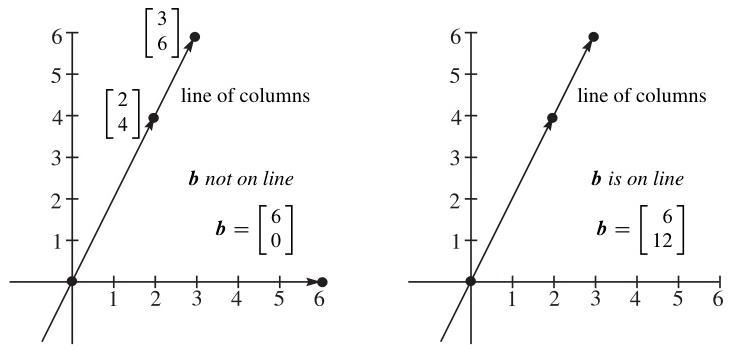 6
[3
6]
5
4
[2
4]
line of columns
3
b not on line
2
b = [6
0]
1
1 2 3 4 5 6
6
5
line of columns
4
3
b is on line
2
b = [6
12]
1
1 2 3 4 5 6